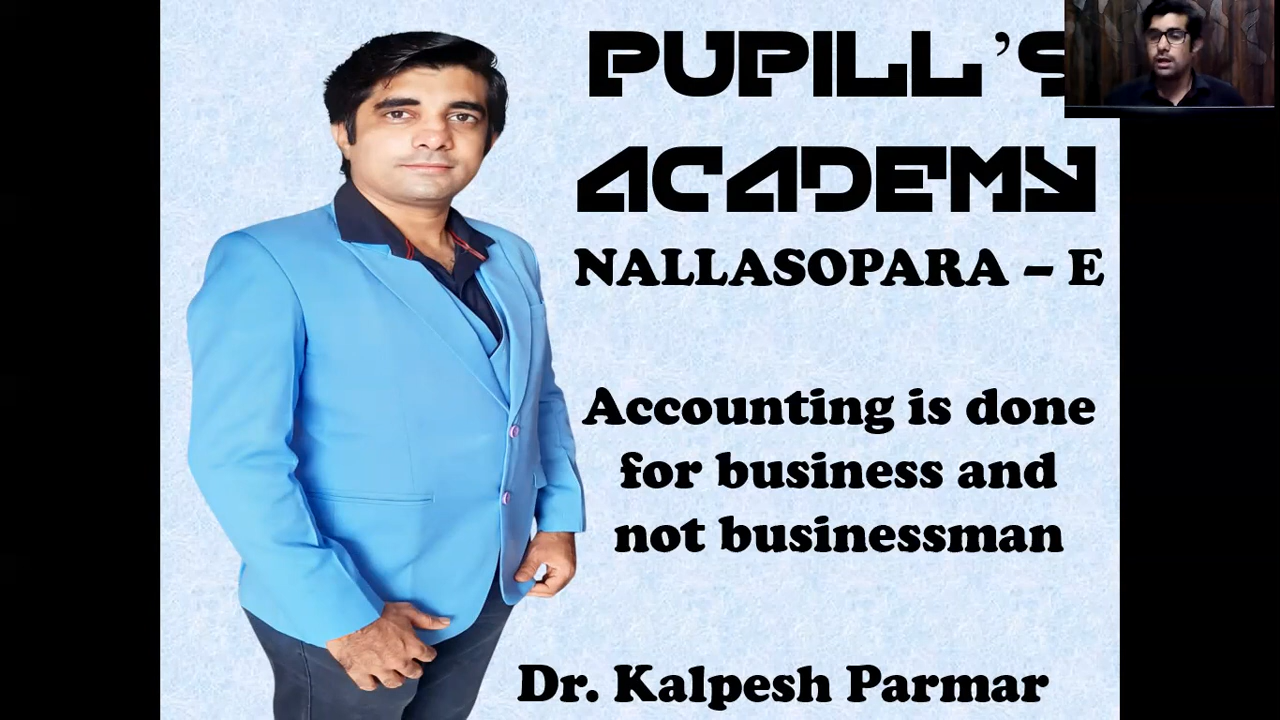 PUPILL'S
ACADEMY
NALLASOPARA – E
Accounting is done
for business and
not businessman
Dr. Kalpesh Parmar